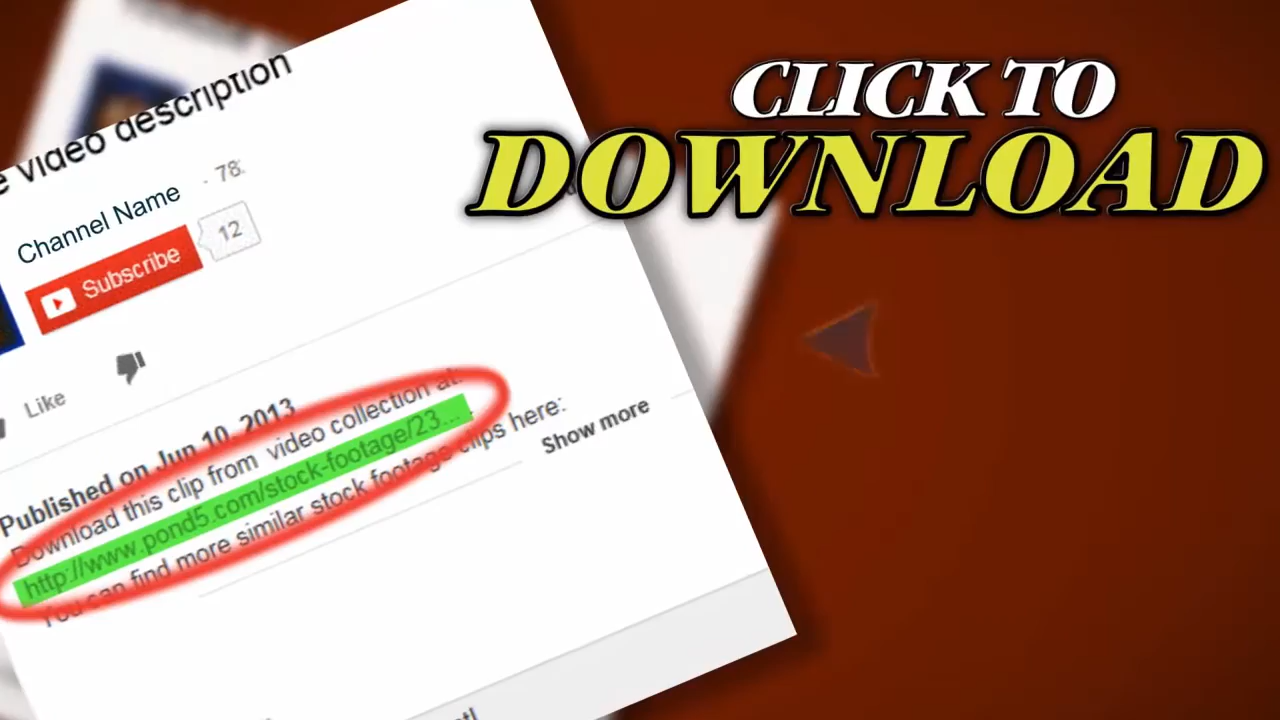 CLICK TO
DOWNLOAD
e video description
Channel Name
Subscribe
12
Like
Published on Jun 10, 2013
Download this clip from video collection at:
http://www.pond5.com/stock-footage/23...
You can find more similar stock footage clips here:
Show more